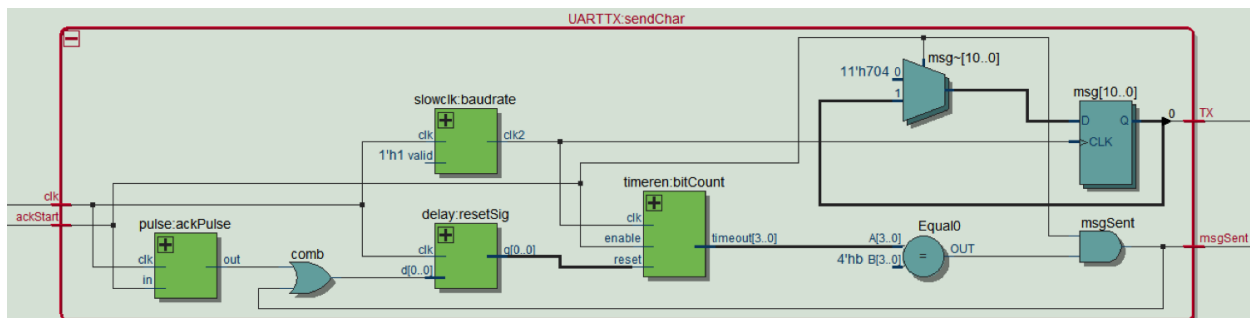 UARTTX:sendChar
msg~[10..0]
11'h704 0
1
msg[10..0]
slowclk:baudrate
D Q
0
TX
clk clk2
CLK
1'h1 valid
timeren:bitCount
clk
ackStart
pulse:ackPulse
delay:resetSig
Equal0
msgSent
clk
clk
enable timeout[3..0]
A[3..0]
OUT
msgSent
comb
q[0..0]
reset
4'hb B[3..0]
=
clk out
d[0..0]
in